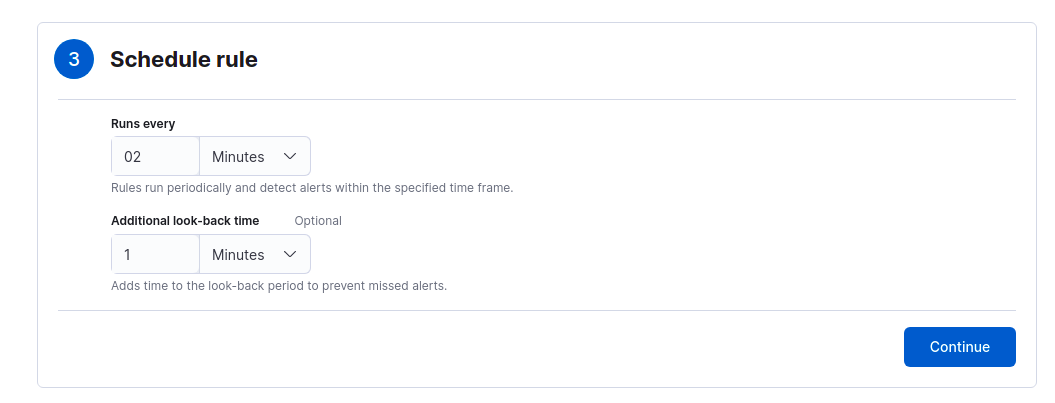 3 Schedule rule
Runs every
02 Minutes
Rules run periodically and detect alerts within the specified time frame.
Additional look-back time Optional
1 Minutes
Adds time to the look-back period to prevent missed alerts.
Continue